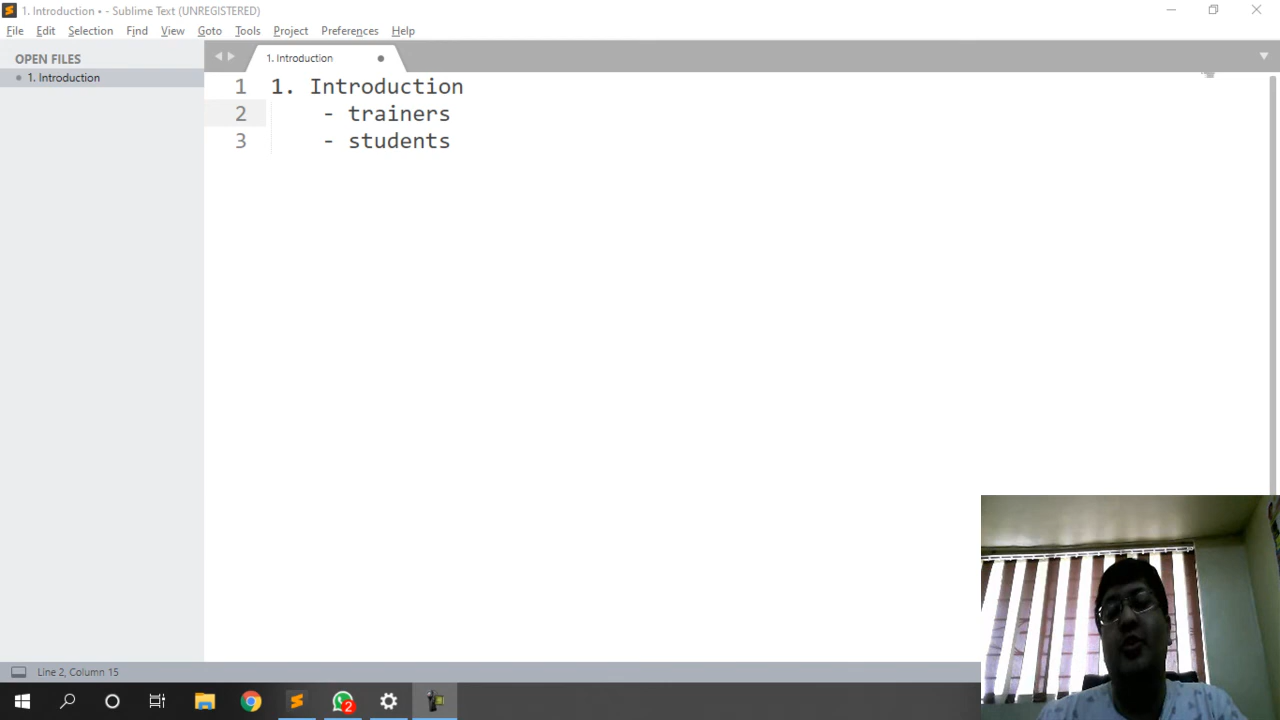 1. Introduction • - Sublime Text (UNREGISTERED)
File Edit Selection Find View Goto Tools Project Preferences Help
OPEN FILES
1. Introduction
1. Introduction
1 1. Introduction
2 - trainers
3 - students
Line 2, Column 15
2